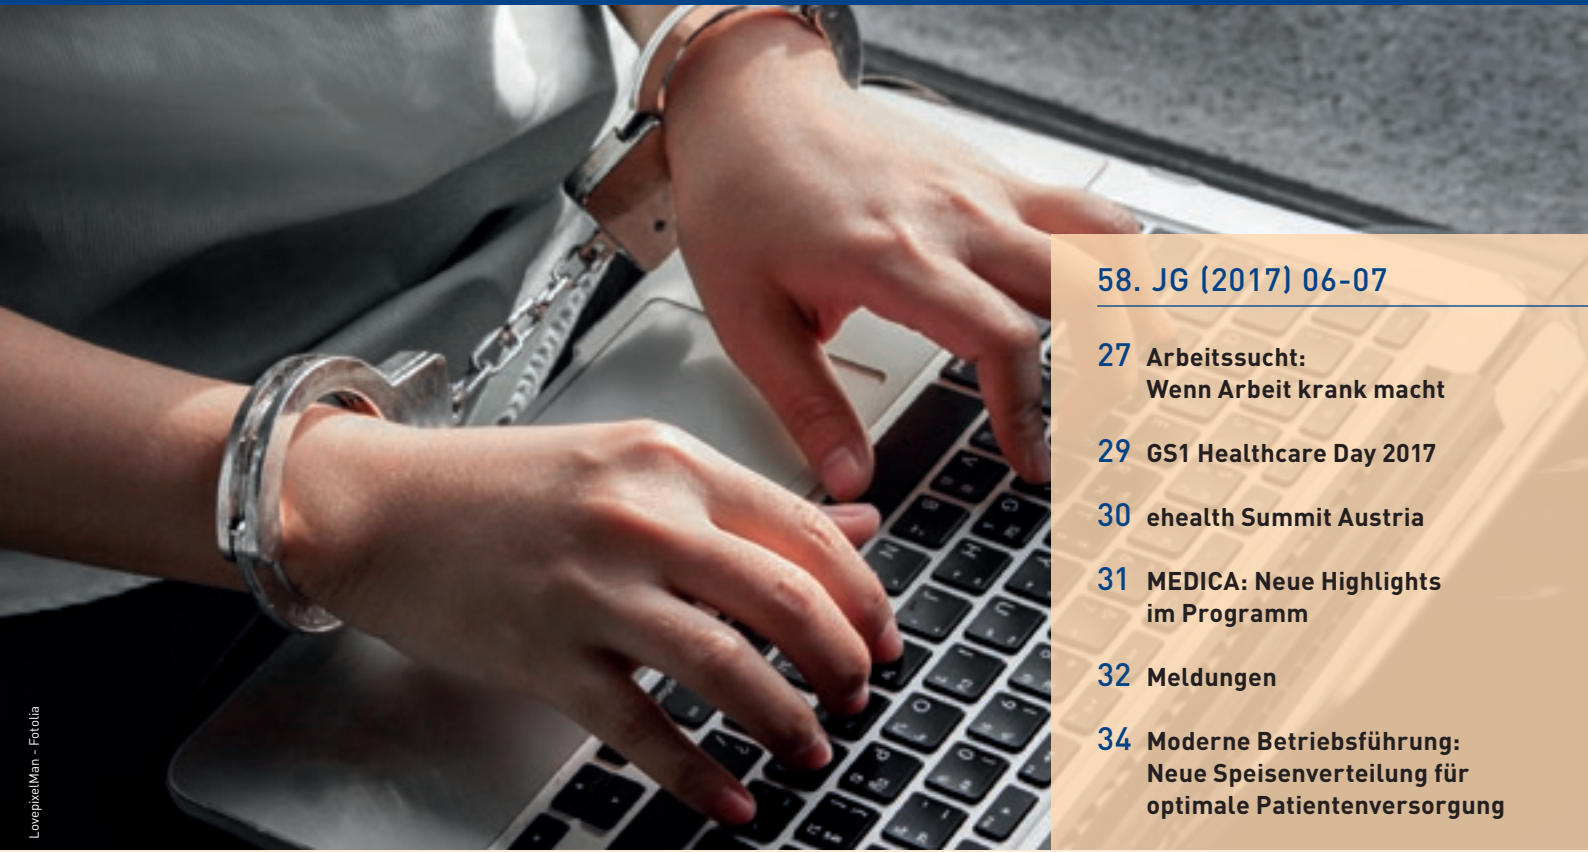 58. JG (2017) 06-07
27 Arbeitssucht:
Wenn Arbeit krank macht
29 GS1 Healthcare Day 2017
30 ehealth Summit Austria
31 MEDICA: Neue Highlights
im Programm
32 Meldungen
34 Moderne Betriebsführung:
Neue Speisenverteilung für
optimale Patientenversorgung
LovepixelMan - Fotolia